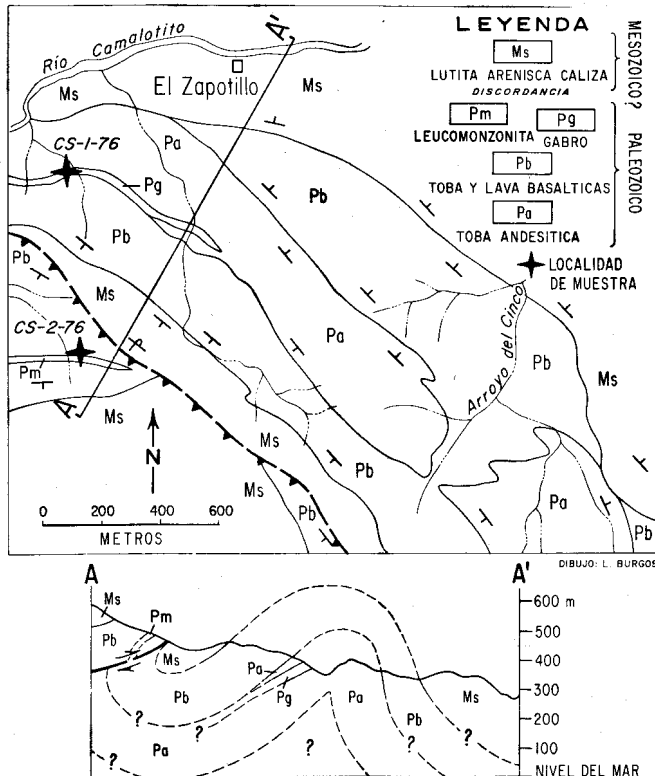 LEYENDA
Ms
LUTITA ARENISCA CALIZA
DISCORDANCIA
Pm
Pg
LEUCOMONZONITA
GABRO
Pb
TOBA Y LAVA BASALTICAS
Pa
TOBA ANDESITICA
LOCALIDAD
DE MUESTRA
MESOZOICO?
PALEOZOICO
Río Camalotito
A'
El Zapotillo
Ms
Ms
CS-1-76
Pa
Pg
Pb
Pb
Pb
Ms
CS-2-76
Pm
A
Ms
Pa
Arroyo del Cinco
Pb
Ms
Ms
Pb
Ms
Pa
Pb
Pb
N
0 200 400 600
METROS
DIBUJO: L. BURGOS
A
A'
Ms
Pm
Pb
Ms
Pa
Pb
Pg
Pa
Pb
Ms
Pa
? ? ? ? ? ?
600 m
500
400
300
200
100
NIVEL DEL MAR